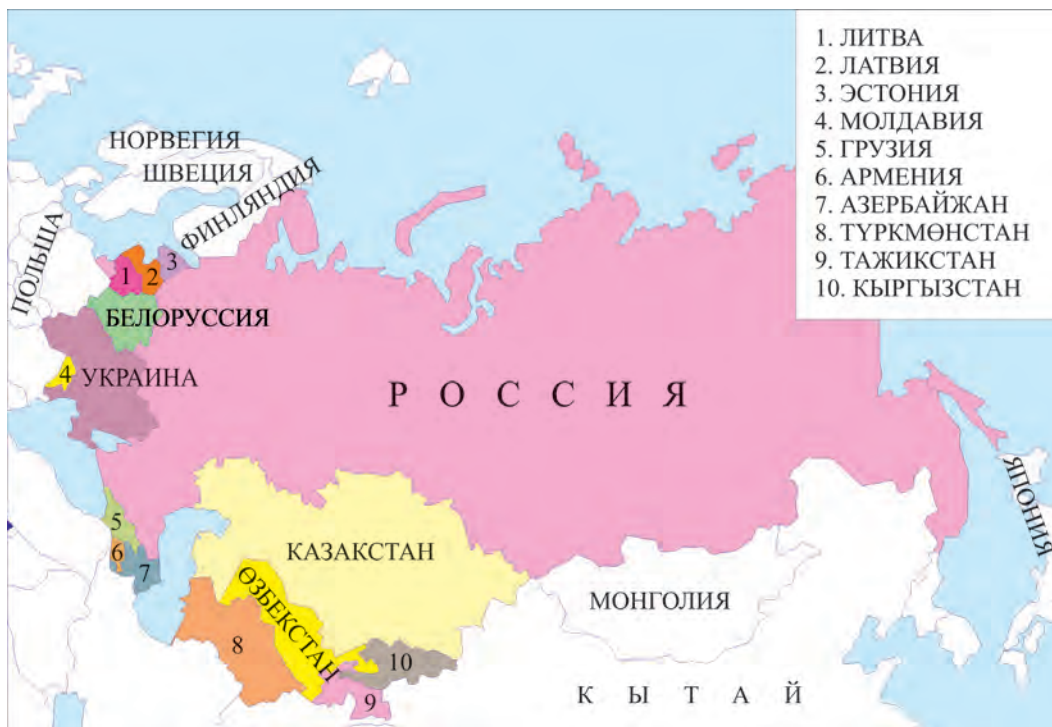 1. ЛИТВА
2. ЛАТВИЯ
3. ЭСТОНИЯ
4. МОЛДАВИЯ
5. ГРУЗИЯ
6. АРМЕНИЯ
7. АЗЕРБАЙЖАН
8. ТҮРКМӨНСТАН
9. ТАЖИКСТАН
10. КЫРГЫЗСТАН
НОРВЕГИЯ
ШВЕЦИЯ
ФИНЛЯНДИЯ
ПОЛЬША
1
2
3
БЕЛОРУССИЯ
4
УКРАИНА
РОССИЯ
ЯПОНИЯ
5
6
7
КАЗАКСТАН
ӨЗБЕКСТАН
МОНГОЛИЯ
8
10
9
КЫТАЙ